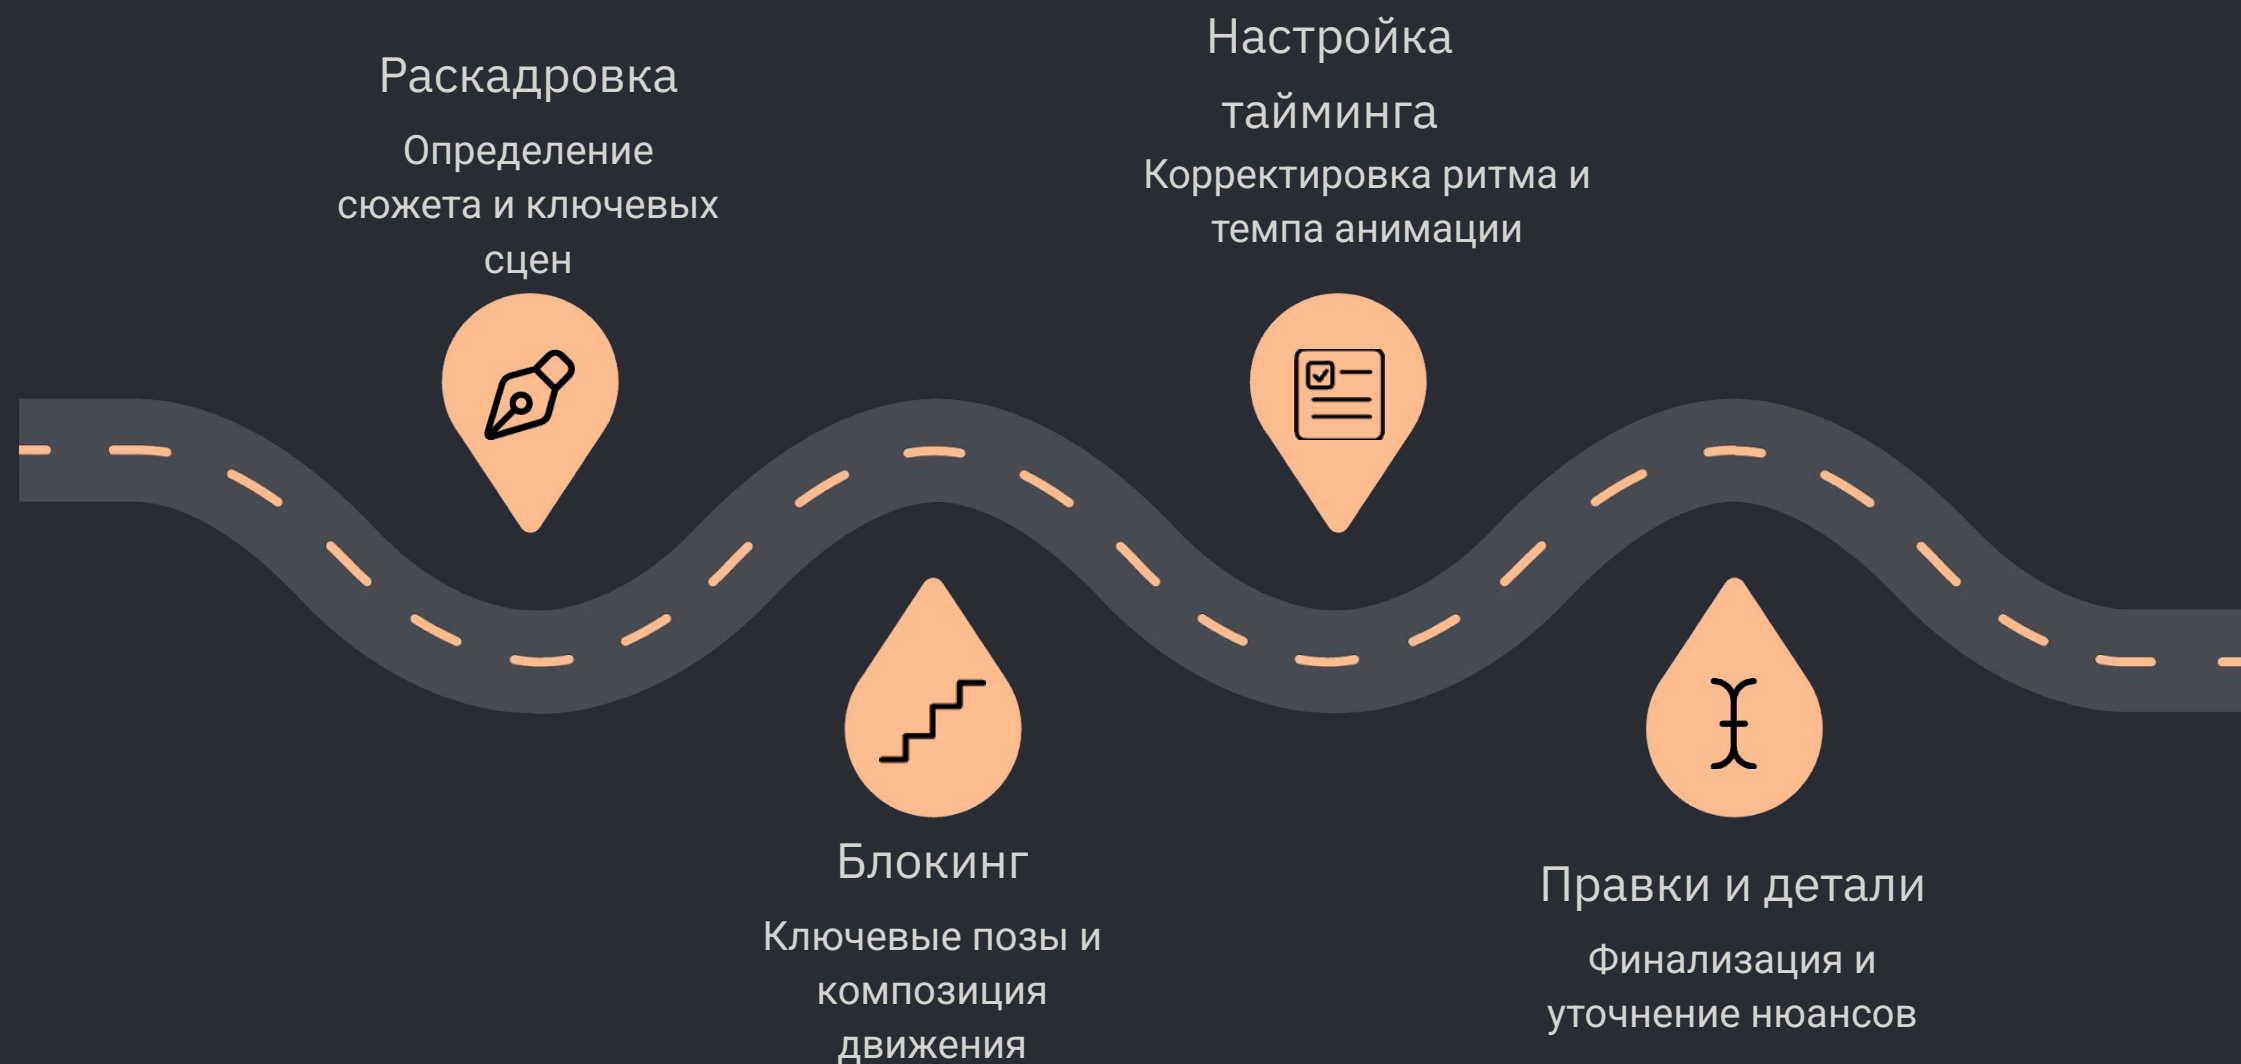 Раскадровка
Определение
сюжета и ключевых
сцен
Блокинг
Ключевые позы и
композиция
движения
Настройка
тайминга
Корректировка ритма и
темпа анимации
Правки и детали
Финализация и
уточнение нюансов